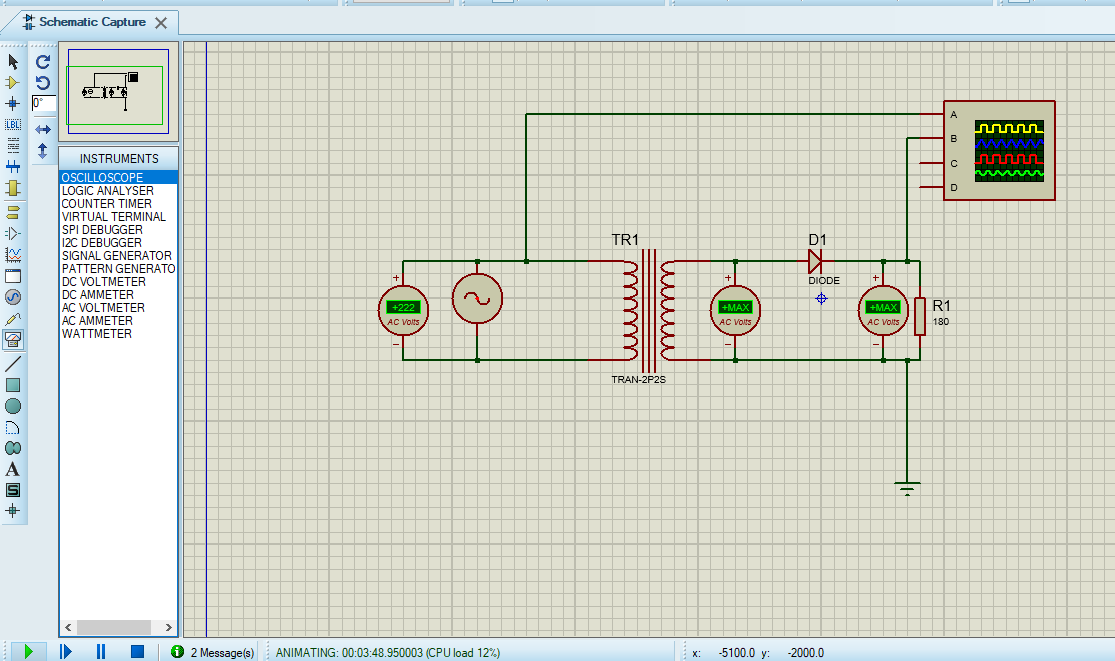 Schematic Capture
0°
LBL
A
S
INSTRUMENTS
OSCILLOSCOPE
LOGIC ANALYSER
COUNTER TIMER
VIRTUAL TERMINAL
SPI DEBUGGER
I2C DEBUGGER
SIGNAL GENERATOR
PATTERN GENERATO
DC VOLTMETER
DC AMMETER
AC VOLTMETER
AC AMMETER
WATTMETER
A
B
C
D
TR1
D1
DIODE
+222
AC Volts
+MAX
AC Volts
+MAX
AC Volts
R1
180
TRAN-2P2S
2 Message(s)
ANIMATING: 00:03:48.950003 (CPU load 12%)
x: -5100.0 y: -2000.0